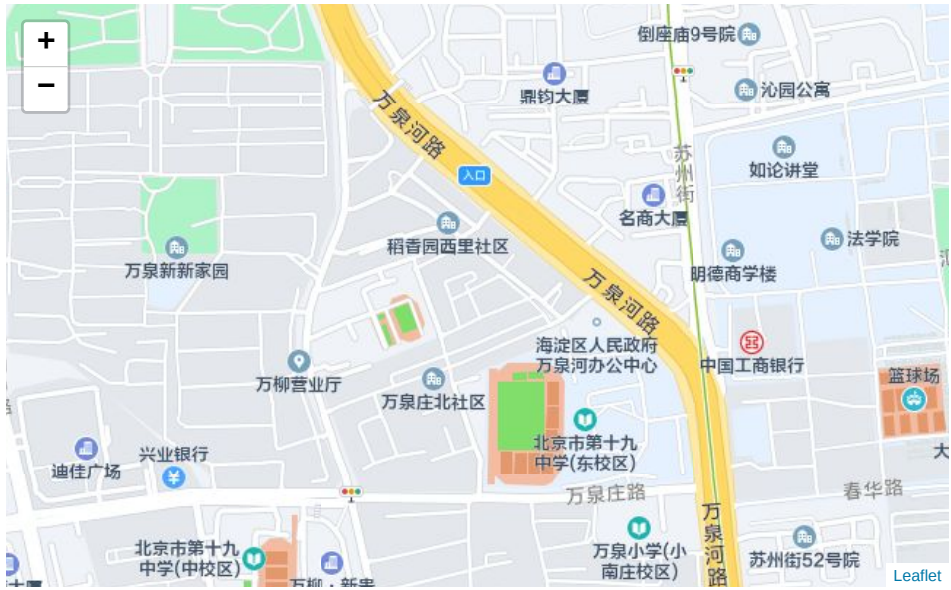 +
−
倒座庙9号院
鼎钧大厦
沁园公寓
万泉河路
入口
苏州街
如论讲堂
名商大厦
稻香园西里社区
法学院
万泉新新家园
明德商学楼
万泉河路
海淀区人民政府
万泉河办公中心
中国工商银行
万柳营业厅
篮球场
万泉庄北社区
北京市第十九
中学(东校区)
兴业银行
迪佳广场
大
万泉庄路
春华路
万泉河路
北京市第十九
中学(中校区)
万泉小学(小
南庄校区)
苏州街52号院
万柳·新贵
大厦
Leaflet